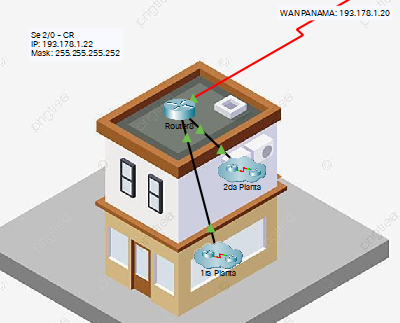 WAN PANAMA: 193.178.1.20
Se 2/0 - CR
IP: 193.178.1.22
Mask: 255.255.255.252
2da Planta
1ra Planta
pngtree